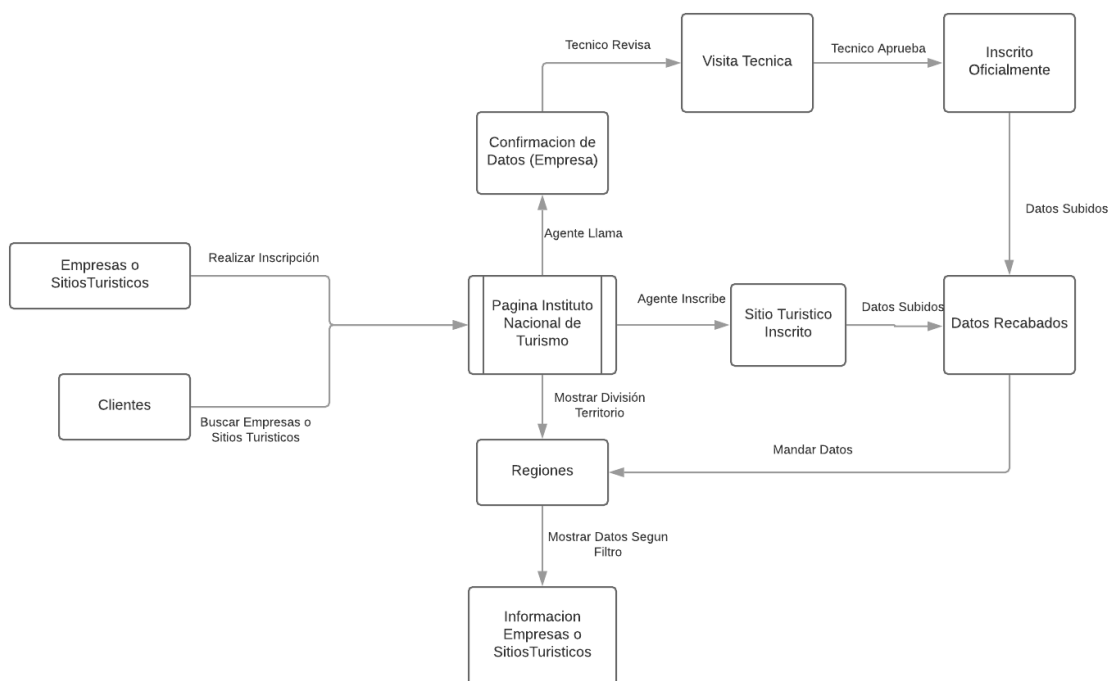 Tecnico Revisa
Visita Tecnica
Tecnico Aprueba
Inscrito
Oficialmente
Confirmacion de
Datos (Empresa)
Datos Subidos
Agente Llama
Empresas o
SitiosTuristicos
Realizar Inscripción
Pagina Instituto
Nacional de
Turismo
Agente Inscribe
Sitio Turistico
Inscrito
Datos Subidos
Datos Recabados
Clientes
Buscar Empresas o
Sitios Turisticos
Mostrar División
Territorio
Regiones
Mandar Datos
Mostrar Datos Segun
Filtro
Informacion
Empresas o
SitiosTuristicos